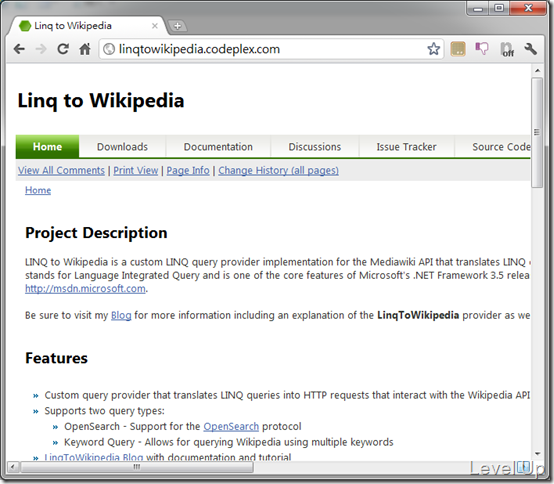 Linq to Wikipedia
linqtowikipedia.codeplex.com
off
Linq to Wikipedia
Home Downloads Documentation Discussions Issue Tracker Source Code
View All Comments | Print View | Page Info | Change History (all pages)
Home
Project Description
LINQ to Wikipedia is a custom LINQ query provider implementation for the Mediawiki API that translates LINQ
stands for Language Integrated Query and is one of the core features of Microsoft's .NET Framework 3.5 relea
http://msdn.microsoft.com.
Be sure to visit my Blog for more information including an explanation of the LinqToWikipedia provider as we
Features
» Custom query provider that translates LINQ queries into HTTP requests that interact with the Wikipedia API
» Supports two query types:
» OpenSearch - Support for the OpenSearch protocol
» Keyword Query - Allows for querying Wikipedia using multiple keywords
» LINQToWikipedia Blog with documentation and tutorial
Level Up